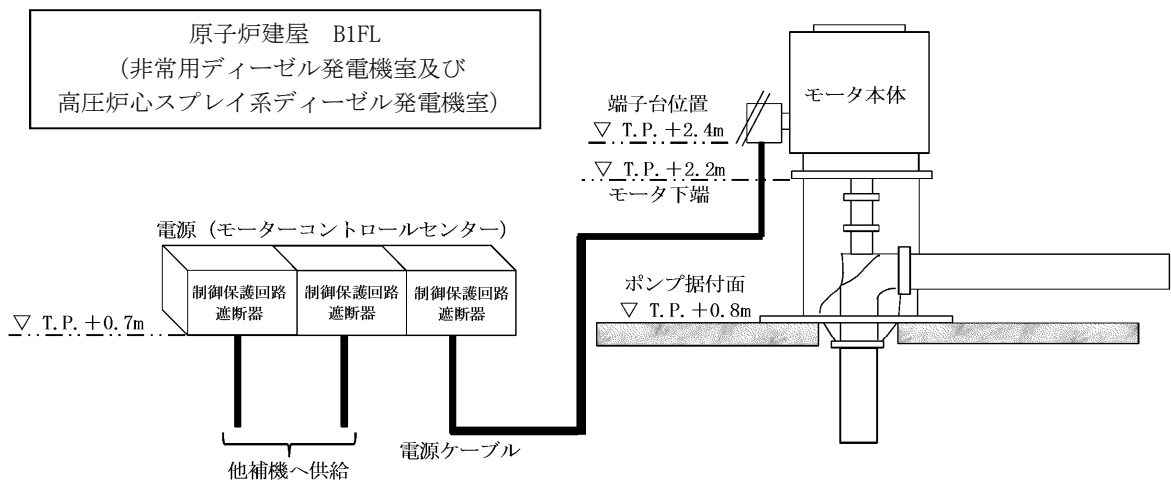 原子炉建屋　B1FL
（非常用ディーゼル発電機室及び
高圧炉心スプレイ系ディーゼル発電機室）
端子台位置
▽ T.P.＋2.4m
モータ本体
▽ T.P.＋2.2m
モータ下端
電源（モーターコントロールセンター）
制御保護回路
遮断器
制御保護回路
遮断器
制御保護回路
遮断器
▽ T.P.＋0.7m
ポンプ据付面
▽ T.P.＋0.8m
電源ケーブル
他補機へ供給